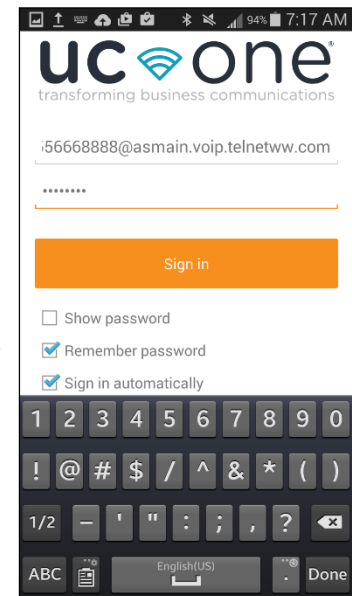 94% 7:17 AM
uc one
transforming business communications
56668888@asmain.voip.telnetww.com
••••••••
Sign in
Show password
Remember password
Sign in automatically
1 2 3 4 5 6 7 8 9 0
! @ # $ / ^ & * ( )
1/2 - ' " : ; , ?
ABC English(US) . Done